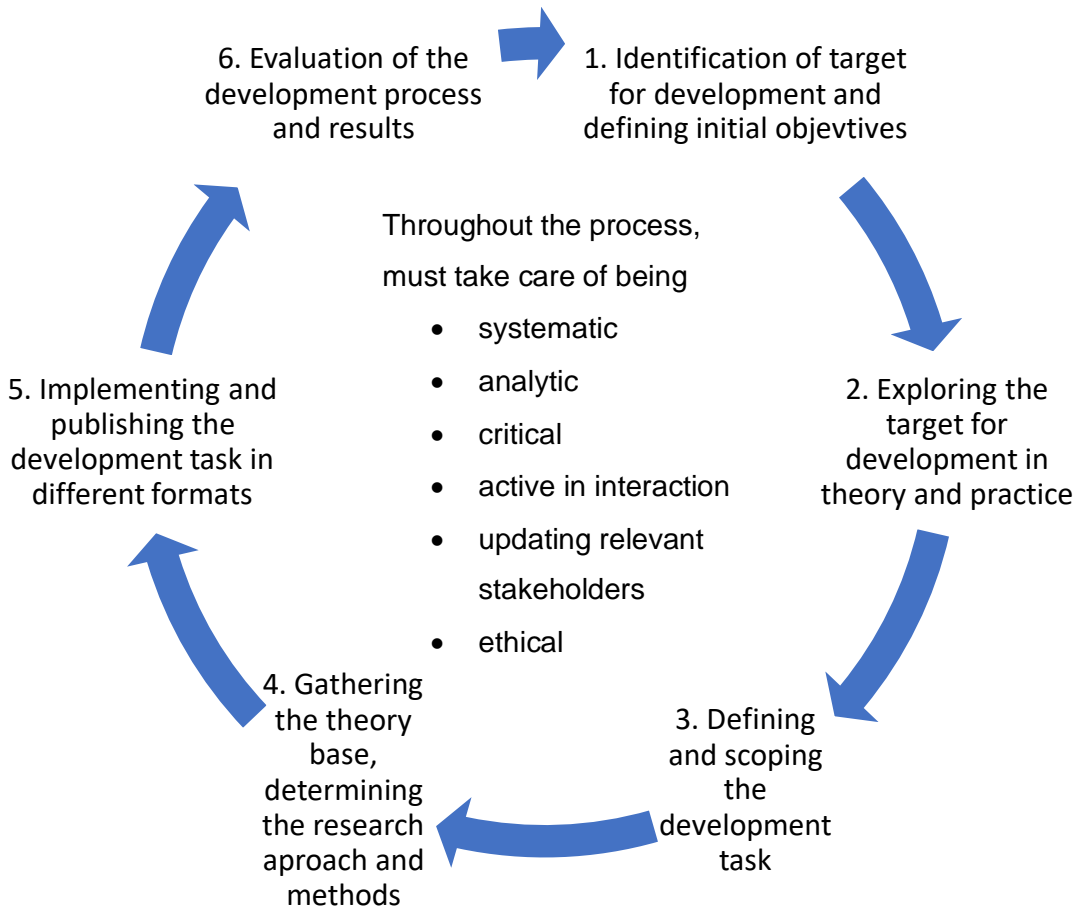 1. Identification of target
for development and
defining initial objevtives
2. Exploring the
target for
development in
theory and practice
3. Defining
and scoping
the
development
task
4. Gathering
the theory
base,
determining
the research
aproach and
methods
5. Implementing and
publishing the
development task in
different formats
6. Evaluation of the
development process
and results
Throughout the process,
must take care of being
• systematic
• analytic
• critical
• active in interaction
• updating relevant
stakeholders
• ethical